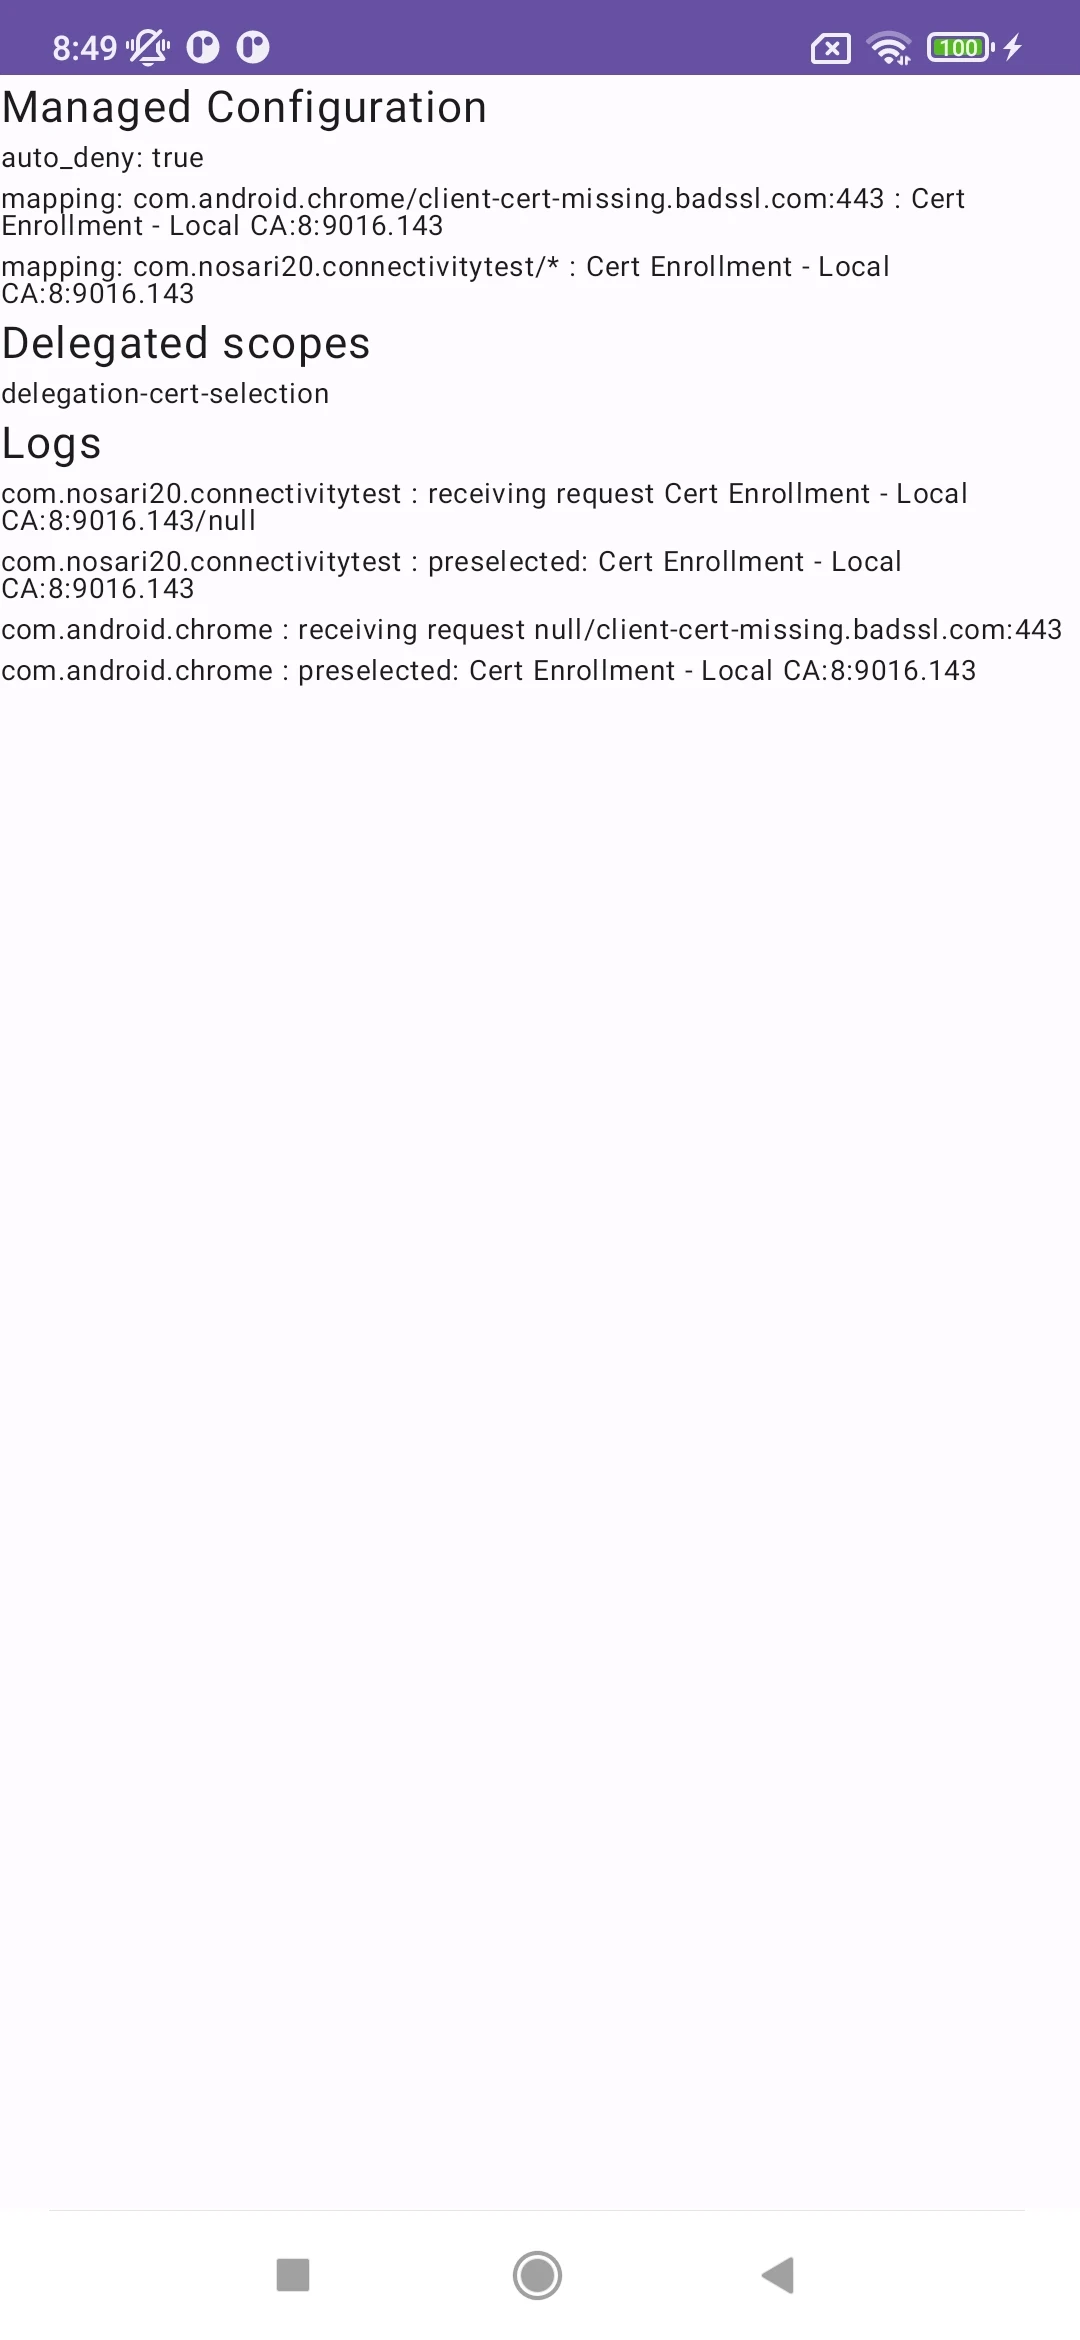 8:49
100
Managed Configuration
auto_deny: true
mapping: com.android.chrome/client-cert-missing.badssl.com:443 : Cert
Enrollment - Local CA:8:9016.143
mapping: com.nosari20.connectivitytest/* : Cert Enrollment - Local
CA:8:9016.143
Delegated scopes
delegation-cert-selection
Logs
com.nosari20.connectivitytest : receiving request Cert Enrollment - Local
CA:8:9016.143/null
com.nosari20.connectivitytest : preselected: Cert Enrollment - Local
CA:8:9016.143
com.android.chrome : receiving request null/client-cert-missing.badssl.com:443
com.android.chrome : preselected: Cert Enrollment - Local CA:8:9016.143